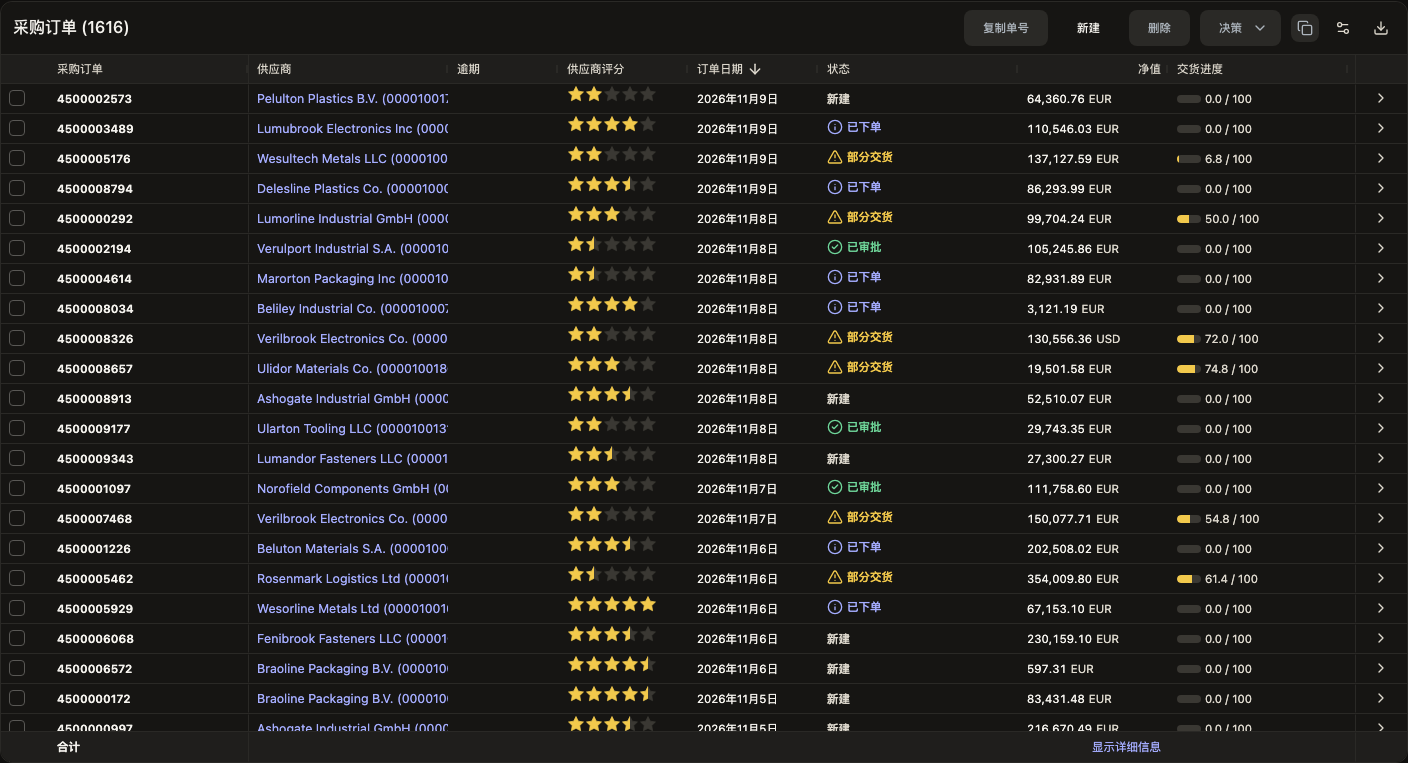 采购订单 (1616) 复制单号 新建 删除 决策
采购订单 供应商 逾期 供应商评分 订单日期 状态 净值 交货进度
4500002573 Pelulton Plastics B.V. (000010017 2026年11月9日 新建 64,360.76 EUR 0.0 / 100
4500003489 Lumubrook Electronics Inc (000 2026年11月9日 已下单 110,546.03 EUR 0.0 / 100
4500005176 Wesultech Metals LLC (0000100 2026年11月9日 部分交货 137,127.59 EUR 6.8 / 100
4500008794 Delesline Plastics Co. (0000100 2026年11月9日 已下单 86,293.99 EUR 0.0 / 100
4500000292 Lumorline Industrial GmbH (000 2026年11月8日 部分交货 99,704.24 EUR 50.0 / 100
4500002194 Verulport Industrial S.A. (000010 2026年11月8日 已审批 105,245.86 EUR 0.0 / 100
4500004614 Marorton Packaging Inc (000010 2026年11月8日 已下单 82,931.89 EUR 0.0 / 100
4500008034 Beliley Industrial Co. (000010007 2026年11月8日 已下单 3,121.19 EUR 0.0 / 100
4500008326 Verilbrook Electronics Co. (0000 2026年11月8日 部分交货 130,556.36 USD 72.0 / 100
4500008657 Ulidor Materials Co. (000010018 2026年11月8日 部分交货 19,501.58 EUR 74.8 / 100
4500008913 Ashogate Industrial GmbH (000 2026年11月8日 新建 52,510.07 EUR 0.0 / 100
4500009177 Ularton Tooling LLC (000010013 2026年11月8日 已审批 29,743.35 EUR 0.0 / 100
4500009343 Lumandor Fasteners LLC (00001 2026年11月8日 新建 27,300.27 EUR 0.0 / 100
4500001097 Norofield Components GmbH (0 2026年11月7日 已审批 111,758.60 EUR 0.0 / 100
4500007468 Verilbrook Electronics Co. (0000 2026年11月7日 部分交货 150,077.71 EUR 54.8 / 100
4500001226 Beluton Materials S.A. (0000100 2026年11月6日 已下单 202,508.02 EUR 0.0 / 100
4500005462 Rosenmark Logistics Ltd (00001 2026年11月6日 部分交货 354,009.80 EUR 61.4 / 100
4500005929 Wesorline Metals Ltd (000010010 2026年11月6日 已下单 67,153.10 EUR 0.0 / 100
4500006068 Fenibrook Fasteners LLC (00001 2026年11月6日 新建 230,159.10 EUR 0.0 / 100
4500006572 Braoline Packaging B.V. (000010 2026年11月6日 新建 597.31 EUR 0.0 / 100
4500000172 Braoline Packaging B.V. (000010 2026年11月5日 新建 83,431.48 EUR 0.0 / 100
4500000997 Ashogate Industrial GmbH (000 2026年11月5日 新建 216,670.49 EUR 0.0 / 100
合计 显示详细信息